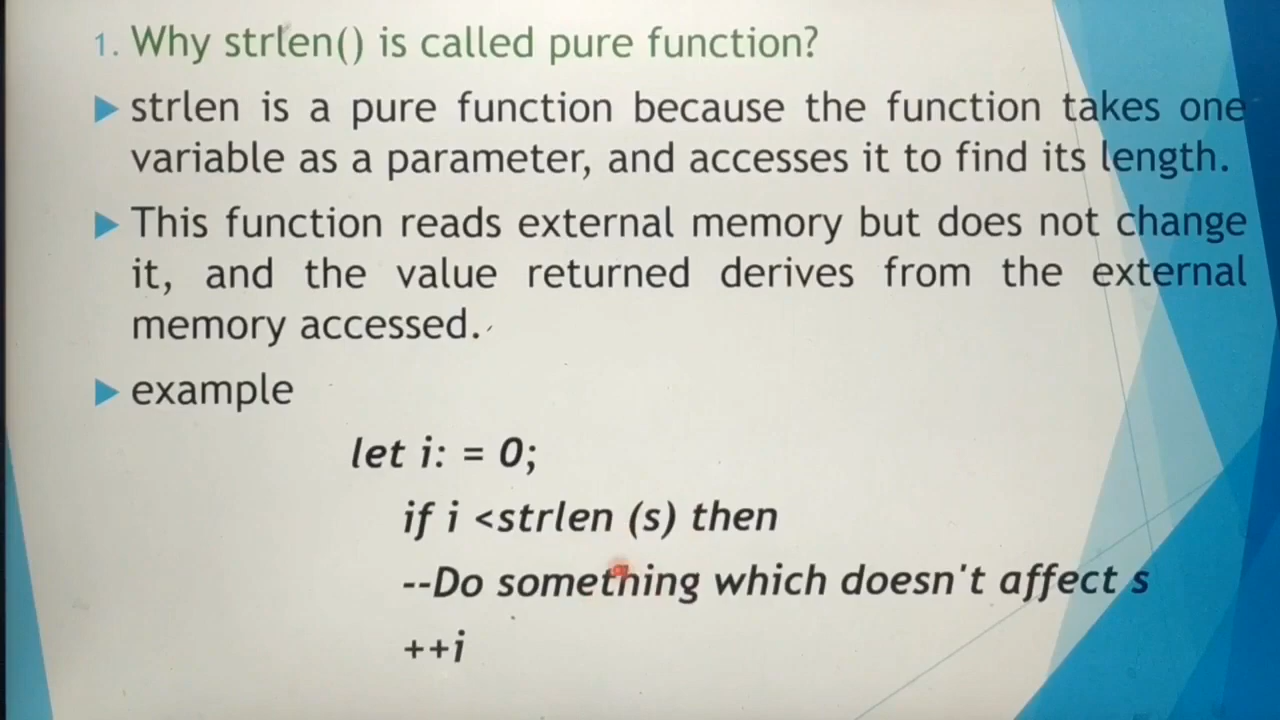 1. Why strlen() is called pure function?
strlen is a pure function because the function takes one
variable as a parameter, and accesses it to find its length.
This function reads external memory but does not change
it, and the value returned derives from the external
memory accessed.
example
let i: = 0;
if i <strlen (s) then
--Do something which doesn't affect s
++i